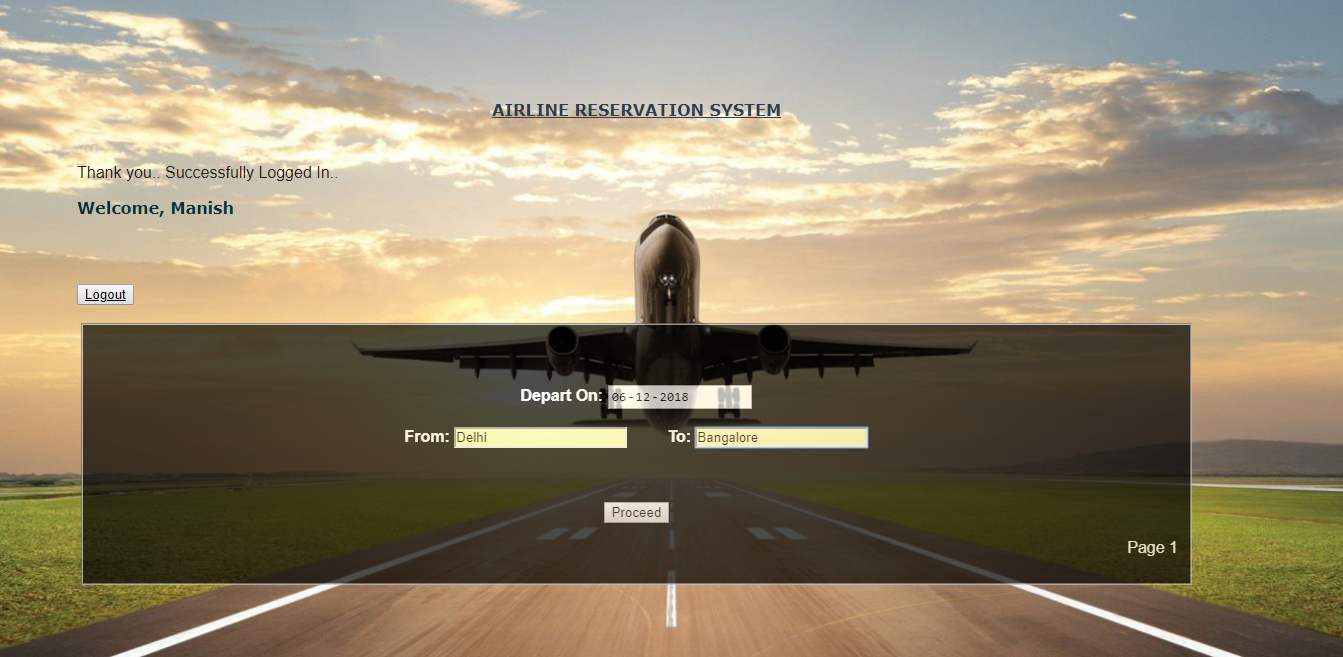 AIRLINE RESERVATION SYSTEM
Thank you.. Successfully Logged In..
Welcome, Manish
Logout
Depart On: 06-12-2018
From: Delhi To: Bangalore
Proceed
Page 1